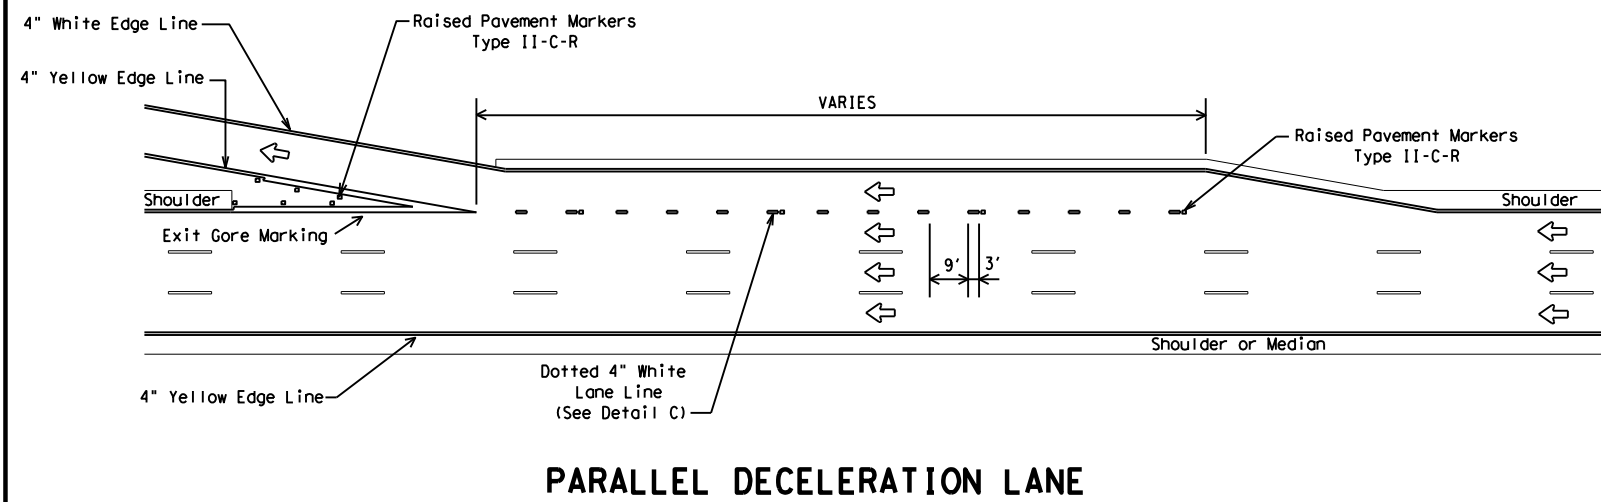 4" White Edge Line
Raised Pavement Markers
Type II-C-R
4" Yellow Edge Line
VARIES
Raised Pavement Markers
Type II-C-R
Shoulder
Shoulder
Exit Gore Marking
9'
3'
Shoulder or Median
Dotted 4" White
Lane Line
(See Detail C)
4" Yellow Edge Line
PARALLEL DECELERATION LANE